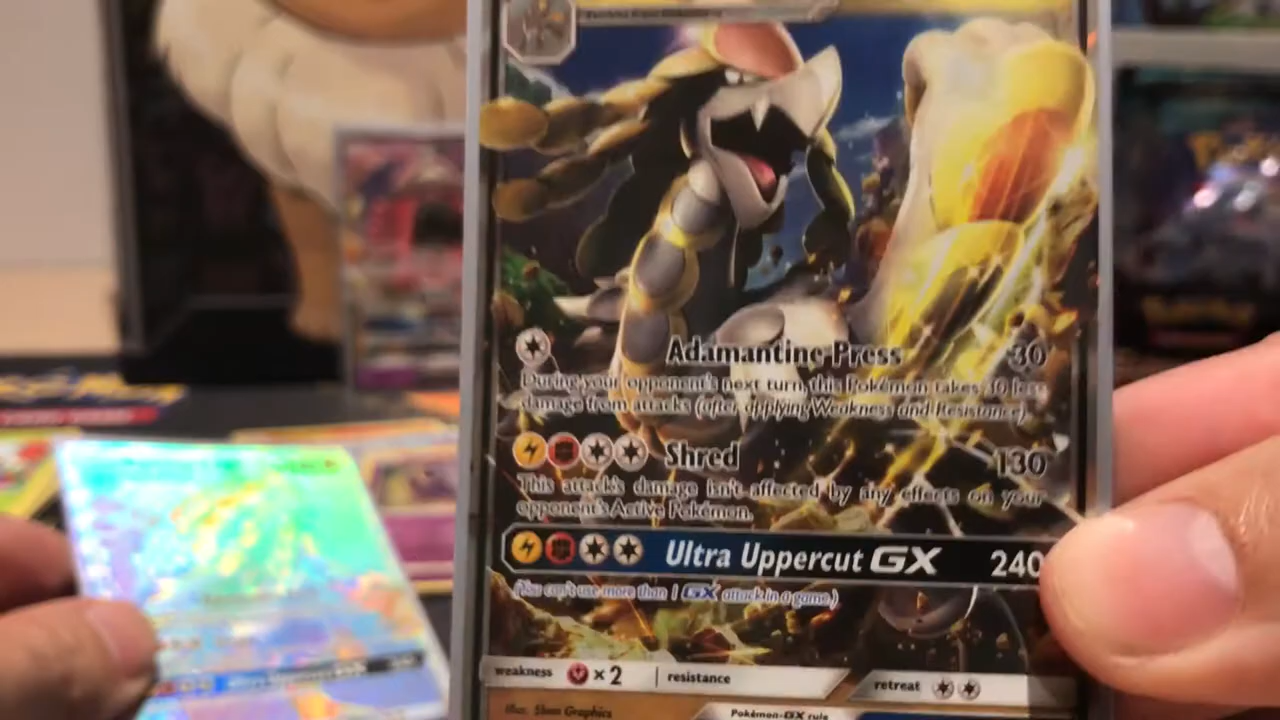 Adamantine Press 30
During your opponent's next turn, this Pokémon takes 30 less
damage from attacks (after applying Weakness and Resistance).
Shred 130
This attack's damage isn't affected by any effects on your
opponent's Active Pokémon.
Ultra Uppercut GX 240
(You can't use more than 1 GX attack in a game.)
weakness ×2 resistance retreat
Illus. 5ban Graphics
Pokémon-GX rule